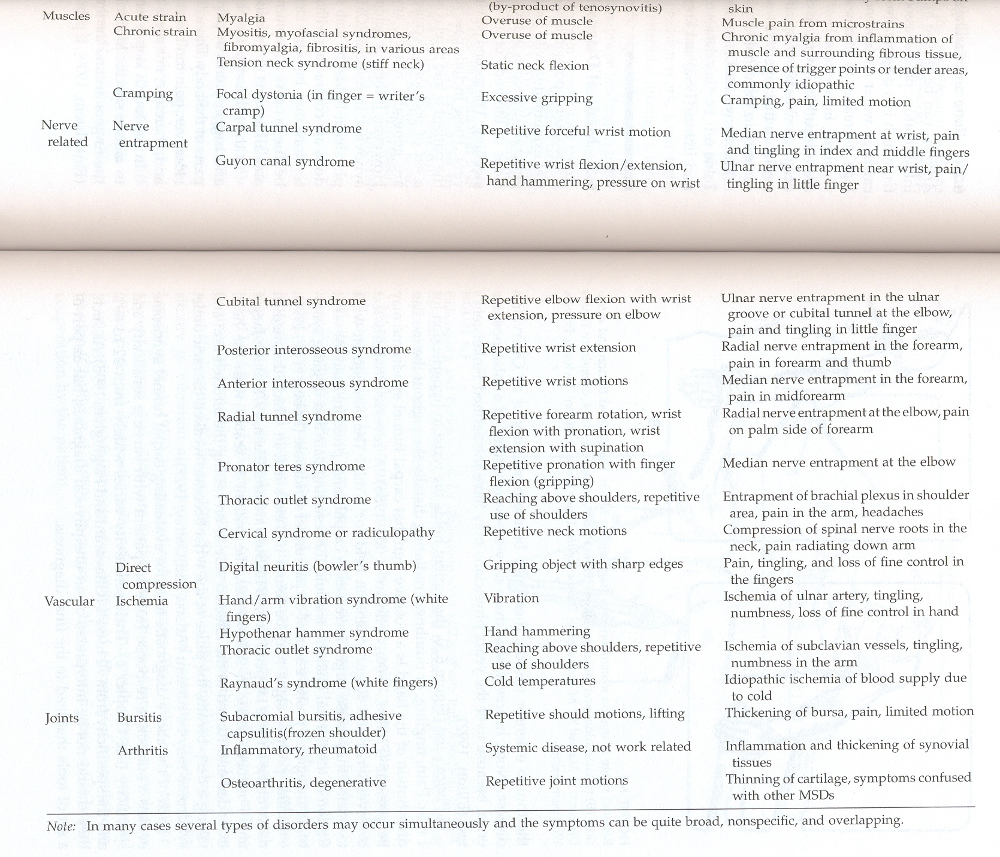 (by-product of tenosynovitis) skin
Muscles Acute strain Myalgia Overuse of muscle Muscle pain from microstrains
Chronic strain Myositis, myofascial syndromes, Overuse of muscle Chronic myalgia from inflammation of
fibromyalgia, fibrositis, in various areas muscle and surrounding fibrous tissue,
Tension neck syndrome (stiff neck) Static neck flexion presence of trigger points or tender areas,
commonly idiopathic
Cramping Focal dystonia (in finger = writer's Excessive gripping Cramping, pain, limited motion
cramp)
Nerve Nerve Carpal tunnel syndrome Repetitive forceful wrist motion Median nerve entrapment at wrist, pain
related entrapment and tingling in index and middle fingers
Guyon canal syndrome Repetitive wrist flexion/extension, Ulnar nerve entrapment near wrist, pain/
hand hammering, pressure on wrist tingling in little finger
Cubital tunnel syndrome Repetitive elbow flexion with wrist Ulnar nerve entrapment in the ulnar
extension, pressure on elbow groove or cubital tunnel at the elbow,
pain and tingling in little finger
Posterior interosseous syndrome Repetitive wrist extension Radial nerve entrapment in the forearm,
pain in forearm and thumb
Anterior interosseous syndrome Repetitive wrist motions Median nerve entrapment in the forearm,
pain in midforearm
Radial tunnel syndrome Repetitive forearm rotation, wrist Radial nerve entrapment at the elbow, pain
flexion with pronation, wrist on palm side of forearm
extension with supination
Pronator teres syndrome Repetitive pronation with finger Median nerve entrapment at the elbow
flexion (gripping)
Thoracic outlet syndrome Reaching above shoulders, repetitive Entrapment of brachial plexus in shoulder
use of shoulders area, pain in the arm, headaches
Cervical syndrome or radiculopathy Repetitive neck motions Compression of spinal nerve roots in the
neck, pain radiating down arm
Direct Digital neuritis (bowler's thumb) Gripping object with sharp edges Pain, tingling, and loss of fine control in
compression the fingers
Vascular Ischemia Hand/arm vibration syndrome (white Vibration Ischemia of ulnar artery, tingling,
fingers) numbness, loss of fine control in hand
Hypothenar hammer syndrome Hand hammering
Thoracic outlet syndrome Reaching above shoulders, repetitive Ischemia of subclavian vessels, tingling,
use of shoulders numbness in the arm
Raynaud's syndrome (white fingers) Cold temperatures Idiopathic ischemia of blood supply due
to cold
Joints Bursitis Subacromial bursitis, adhesive Repetitive should motions, lifting Thickening of bursa, pain, limited motion
capsulitis(frozen shoulder)
Arthritis Inflammatory, rheumatoid Systemic disease, not work related Inflammation and thickening of synovial
tissues
Osteoarthritis, degenerative Repetitive joint motions Thinning of cartilage, symptoms confused
with other MSDs
Note: In many cases several types of disorders may occur simultaneously and the symptoms can be quite broad, nonspecific, and overlapping.